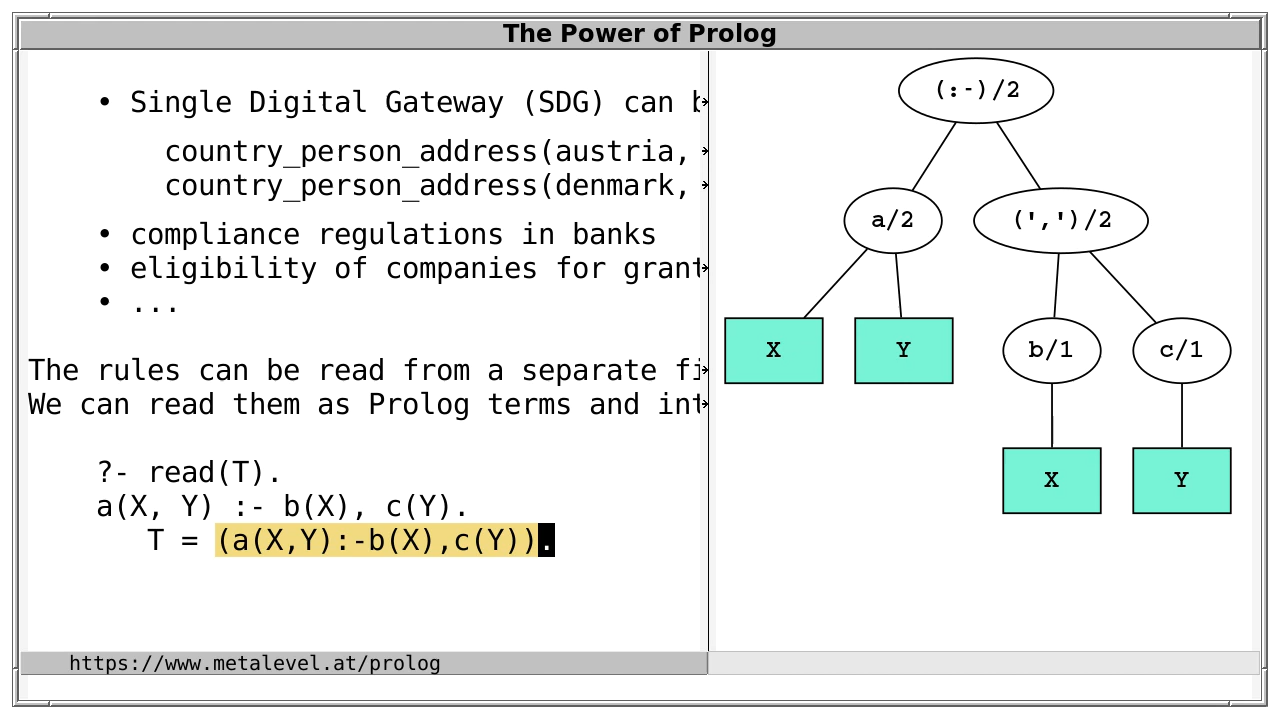 The Power of Prolog
• Single Digital Gateway (SDG) can
country_person_address(austria,
country_person_address(denmark,
• compliance regulations in banks
• eligibility of companies for grant
• ...
The rules can be read from a separate
We can read them as Prolog terms and
?- read(T).
a(X, Y) :- b(X), c(Y).
T = (a(X,Y):-b(X),c(Y)).
https://www.metalevel.at/prolog
(:-)/2
a/2
(',')/2
X
Y
b/1
c/1
X
Y